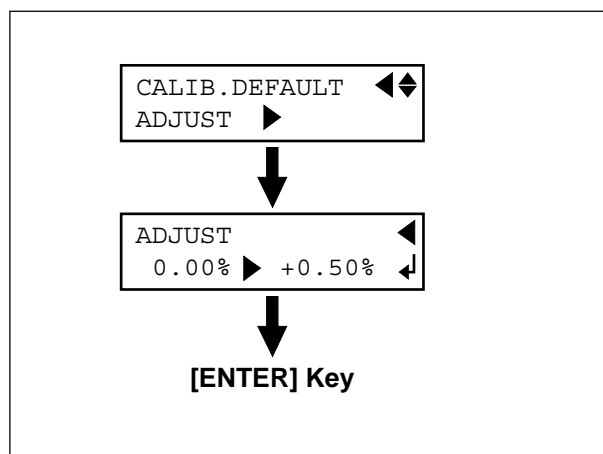 CALIB.DEFAULT ◀◆
ADJUST ▶
ADJUST ◀
0.00% ▶ +0.50% ↵
[ENTER] Key